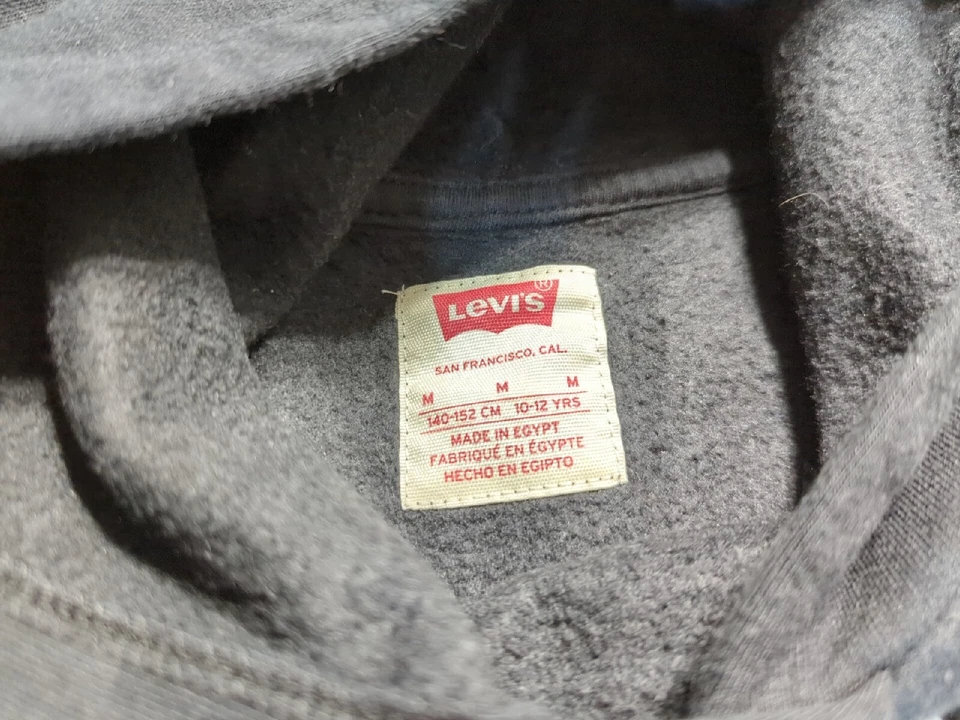 Levi's®
SAN FRANCISCO, CAL.
M M M
140-152 CM 10-12 YRS
MADE IN EGYPT
FABRIQUÉ EN ÉGYPTE
HECHO EN EGIPTO